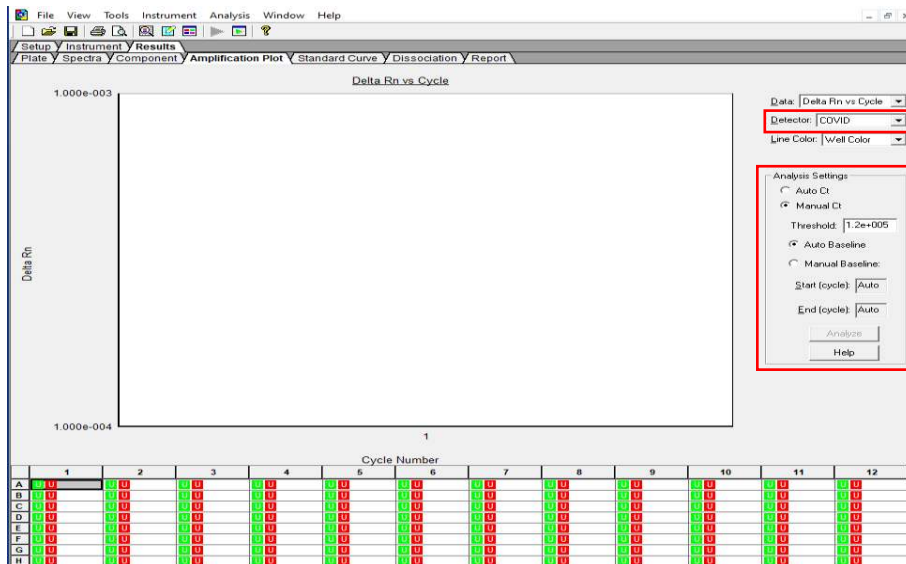 File View Tools Instrument Analysis Window Help
Setup Instrument Results
Plate Spectra Component Amplification Plot Standard Curve Dissociation Report
Delta Rn vs Cycle
1.000e-003
Delta Rn
1.000e-004
1
Cycle Number
Data: Delta Rn vs Cycle
Detector: COVID
Line Color: Well Color
Analysis Settings
Auto Ct
Manual Ct
Threshold: 1.2e+005
Auto Baseline
Manual Baseline:
Start (cycle): Auto
End (cycle): Auto
Analyze
Help
1 2 3 4 5 6 7 8 9 10 11 12
A U U U U U U U U U U U U U U U U U U U U U U U U
B U U U U U U U U U U U U U U U U U U U U U U U U
C U U U U U U U U U U U U U U U U U U U U U U U U
D U U U U U U U U U U U U U U U U U U U U U U U U
E U U U U U U U U U U U U U U U U U U U U U U U U
F U U U U U U U U U U U U U U U U U U U U U U U U
G U U U U U U U U U U U U U U U U U U U U U U U U
H U U U U U U U U U U U U U U U U U U U U U U U U